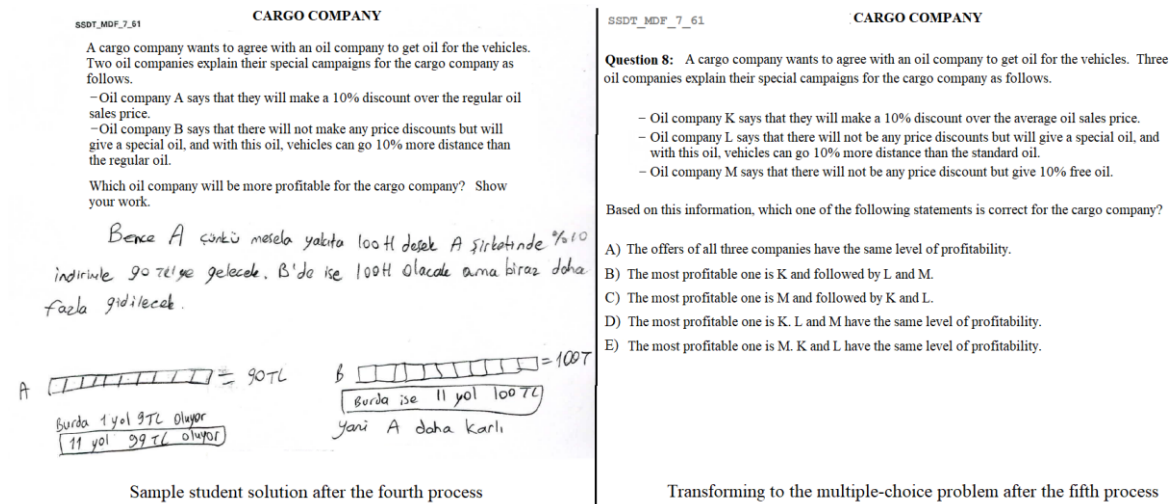 SSDT_MDF_7_61
CARGO COMPANY
A cargo company wants to agree with an oil company to get oil for the vehicles.
Two oil companies explain their special campaigns for the cargo company as
follows.
−Oil company A says that they will make a 10% discount over the regular oil
sales price.
−Oil company B says that there will not make any price discounts but will
give a special oil, and with this oil, vehicles can go 10% more distance than
the regular oil.
Which oil company will be more profitable for the cargo company? Show
your work.
Bence A çünkü mesela yakıta 100 tl desek A şirketinde %10
indirimle 90 TL'ye gelecek. B'de ise 100tl olacak ama biraz daha
fazla gidilecek.
A = 90TL
Burda 1 yol 9TL oluyor
11 yol 99 TL oluyor
B = 100T
Burda ise 11 yol 100 TL
Yani A daha karlı
Sample student solution after the fourth process
SSDT_MDF_7_61
CARGO COMPANY
Question 8: A cargo company wants to agree with an oil company to get oil for the vehicles. Three
oil companies explain their special campaigns for the cargo company as follows.
− Oil company K says that they will make a 10% discount over the average oil sales price.
− Oil company L says that there will not be any price discounts but will give a special oil, and
with this oil, vehicles can go 10% more distance than the standard oil.
− Oil company M says that there will not be any price discount but give 10% free oil.
Based on this information, which one of the following statements is correct for the cargo company?
A) The offers of all three companies have the same level of profitability.
B) The most profitable one is K and followed by L and M.
C) The most profitable one is M and followed by K and L.
D) The most profitable one is K. L and M have the same level of profitability.
E) The most profitable one is M. K and L have the same level of profitability.
Transforming to the multiple-choice problem after the fifth process